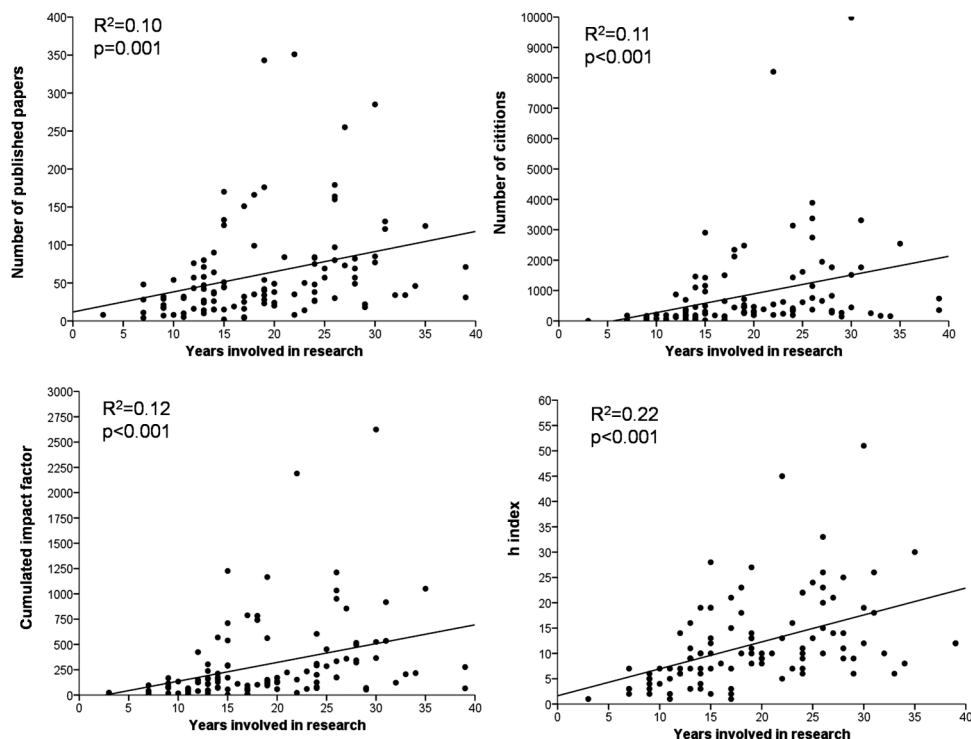 R²=0.10
p=0.001
Number of published papers
400
350
300
250
200
150
100
50
0
0 5 10 15 20 25 30 35 40
Years involved in research
R²=0.11
p<0.001
Number of cititions
10000
9000
8000
7000
6000
5000
4000
3000
2000
1000
0
0 5 10 15 20 25 30 35 40
Years involved in research
R²=0.12
p<0.001
Cumulated impact factor
3000
2750
2500
2250
2000
1750
1500
1250
1000
750
500
250
0
0 5 10 15 20 25 30 35 40
Years involved in research
R²=0.22
p<0.001
h index
60
55
50
45
40
35
30
25
20
15
10
5
0
0 5 10 15 20 25 30 35 40
Years involved in research